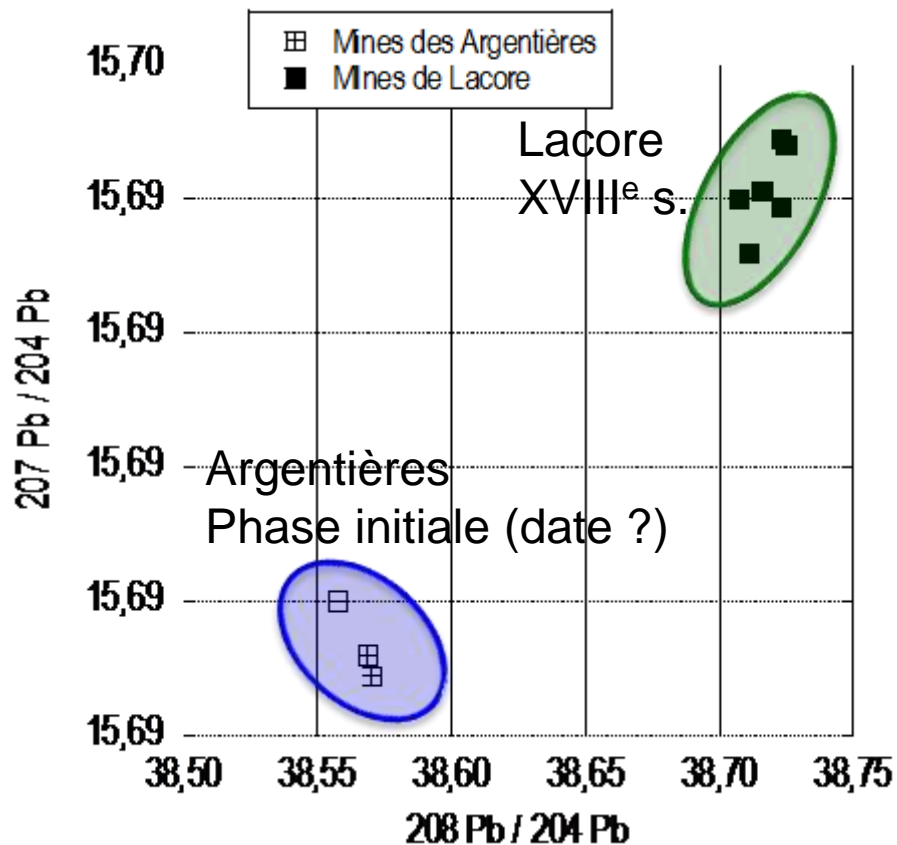 Mines des Argentières
Mines de Lacore
15,70
15,69
15,69
15,69
15,69
15,69
207 Pb / 204 Pb
Lacore
XVIIIᵉ s.
Argentières
Phase initiale (date ?)
38,50 38,55 38,60 38,65 38,70 38,75
208 Pb / 204 Pb